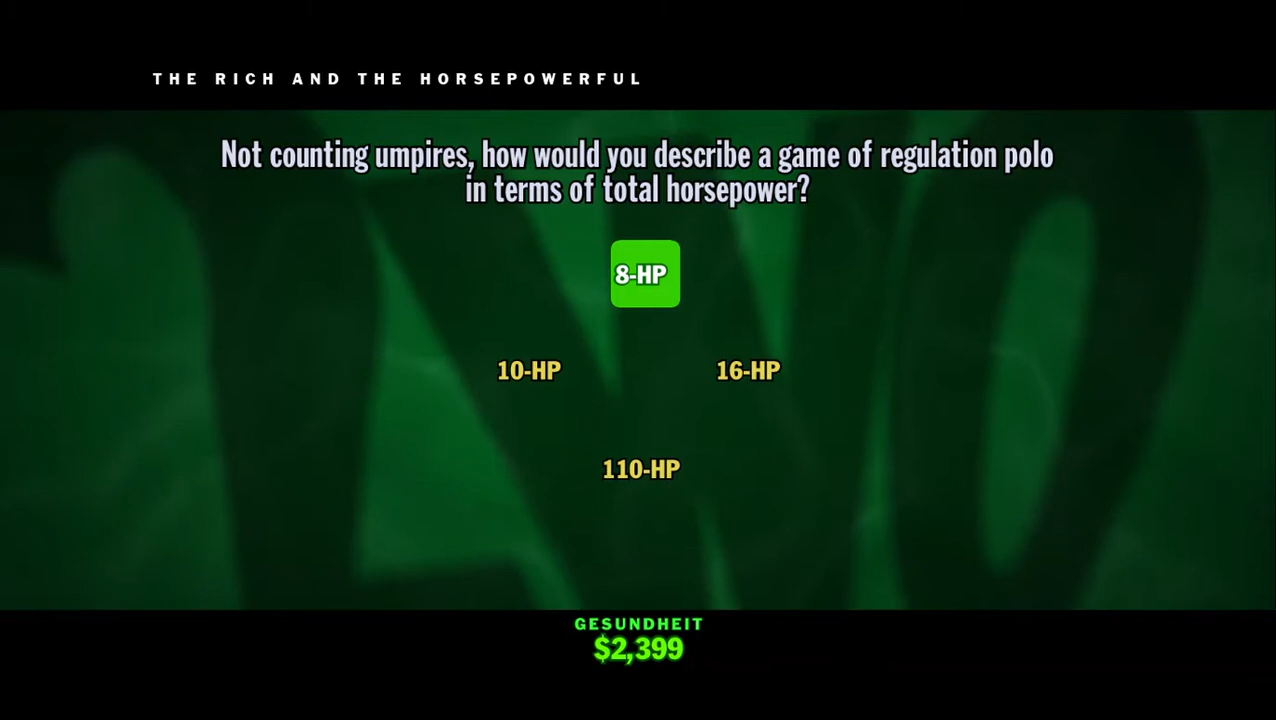 THE RICH AND THE HORSEPOWERFUL
Not counting umpires, how would you describe a game of regulation polo
in terms of total horsepower?
8-HP
10-HP
16-HP
110-HP
GESUNDHEIT
$2,399